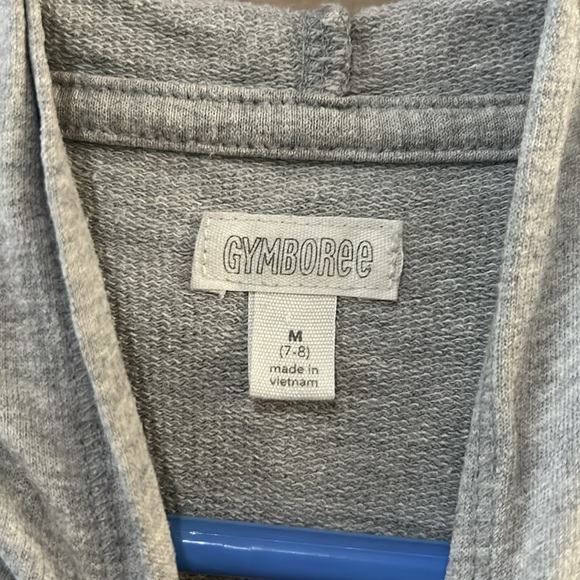 GYMBOREE
M
(7-8)
made in
vietnam